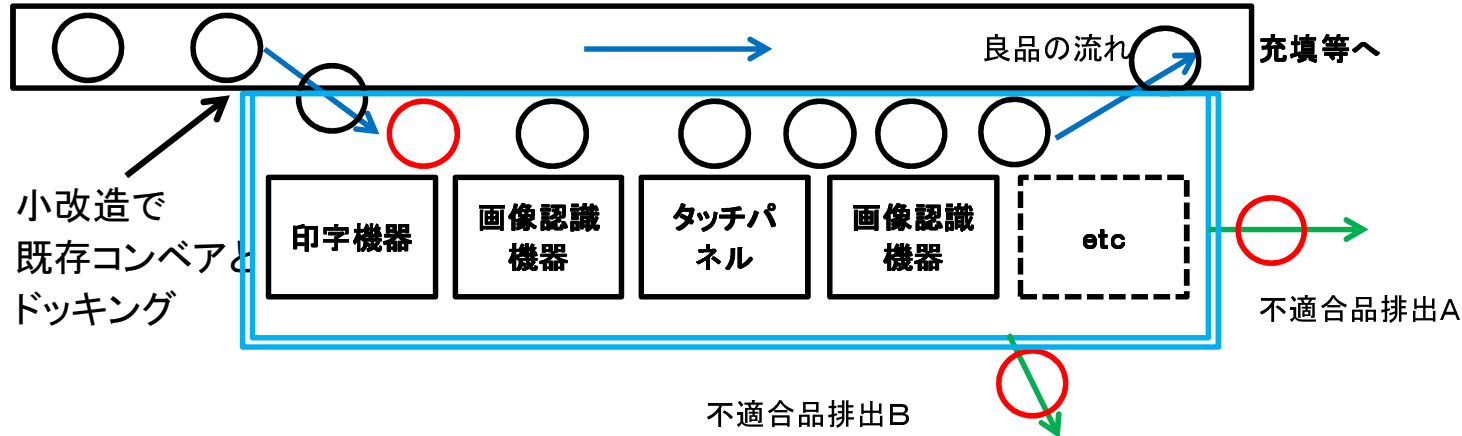 良品の流れ
充填等へ
小改造で
既存コンベアと
ドッキング
印字機器
画像認識
機器
タッチパ
ネル
画像認識
機器
etc
不適合品排出A
不適合品排出B